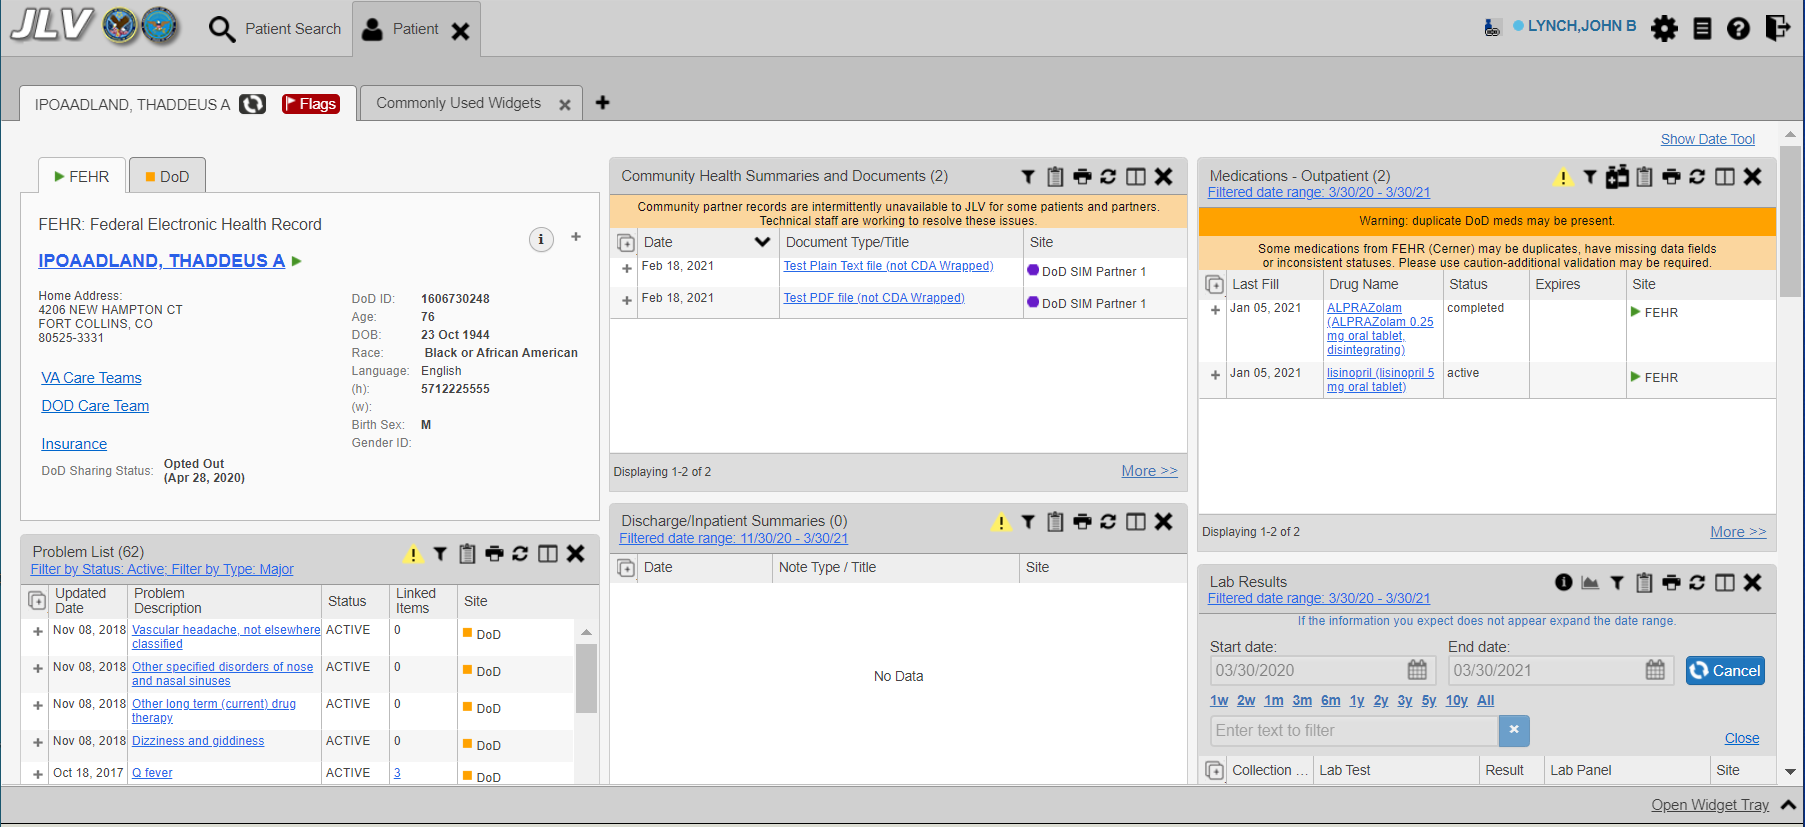 JLV
Patient Search
Patient
LYNCH,JOHN B
IPOAADLAND, THADDEUS A
Flags
Commonly Used Widgets
Show Date Tool
FEHR
DoD
FEHR: Federal Electronic Health Record
IPOAADLAND, THADDEUS A
Home Address:
4206 NEW HAMPTON CT
FORT COLLINS, CO
80525-3331
VA Care Teams
DOD Care Team
Insurance
DoD Sharing Status: Opted Out
(Apr 28, 2020)
DoD ID: 1606730248
Age: 76
DOB: 23 Oct 1944
Race: Black or African American
Language: English
(h): 5712225555
(w):
Birth Sex: M
Gender ID:
Problem List (62)
Filter by Status: Active; Filter by Type: Major
Updated Date Problem Description Status Linked Items Site
Nov 08, 2018 Vascular headache, not elsewhere classified ACTIVE 0 DoD
Nov 08, 2018 Other specified disorders of nose and nasal sinuses ACTIVE 0 DoD
Nov 08, 2018 Other long term (current) drug therapy ACTIVE 0 DoD
Nov 08, 2018 Dizziness and giddiness ACTIVE 0 DoD
Oct 18, 2017 Q fever ACTIVE 3 DoD
Community Health Summaries and Documents (2)
Community partner records are intermittently unavailable to JLV for some patients and partners.
Technical staff are working to resolve these issues.
Date Document Type/Title Site
Feb 18, 2021 Test Plain Text file (not CDA Wrapped) DoD SIM Partner 1
Feb 18, 2021 Test PDF file (not CDA Wrapped) DoD SIM Partner 1
Displaying 1-2 of 2 More >>
Discharge/Inpatient Summaries (0)
Filtered date range: 11/30/20 - 3/30/21
Date Note Type / Title Site
No Data
Medications - Outpatient (2)
Filtered date range: 3/30/20 - 3/30/21
Warning: duplicate DoD meds may be present.
Some medications from FEHR (Cerner) may be duplicates, have missing data fields
or inconsistent statuses. Please use caution-additional validation may be required.
Last Fill Drug Name Status Expires Site
Jan 05, 2021 ALPRAZolam (ALPRAZolam 0.25 mg oral tablet, disintegrating) completed FEHR
Jan 05, 2021 lisinopril (lisinopril 5 mg oral tablet) active FEHR
Displaying 1-2 of 2 More >>
Lab Results
Filtered date range: 3/30/20 - 3/30/21
If the information you expect does not appear expand the date range.
Start date: End date:
03/30/2020 03/30/2021 Cancel
1w 2w 1m 3m 6m 1y 2y 3y 5y 10y All
Enter text to filter
Close
Collection ... Lab Test Result Lab Panel Site
Open Widget Tray